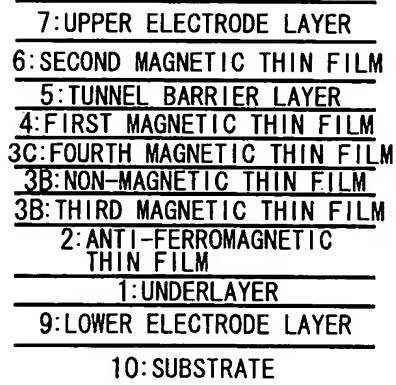 7:UPPER ELECTRODE LAYER
6:SECOND MAGNETIC THIN FILM
5:TUNNEL BARRIER LAYER
4:FIRST MAGNETIC THIN FILM
3C:FOURTH MAGNETIC THIN FILM
3B:NON-MAGNETIC THIN FILM
3B:THIRD MAGNETIC THIN FILM
2:ANTI-FERROMAGNETIC
THIN FILM
1:UNDERLAYER
9:LOWER ELECTRODE LAYER
10:SUBSTRATE